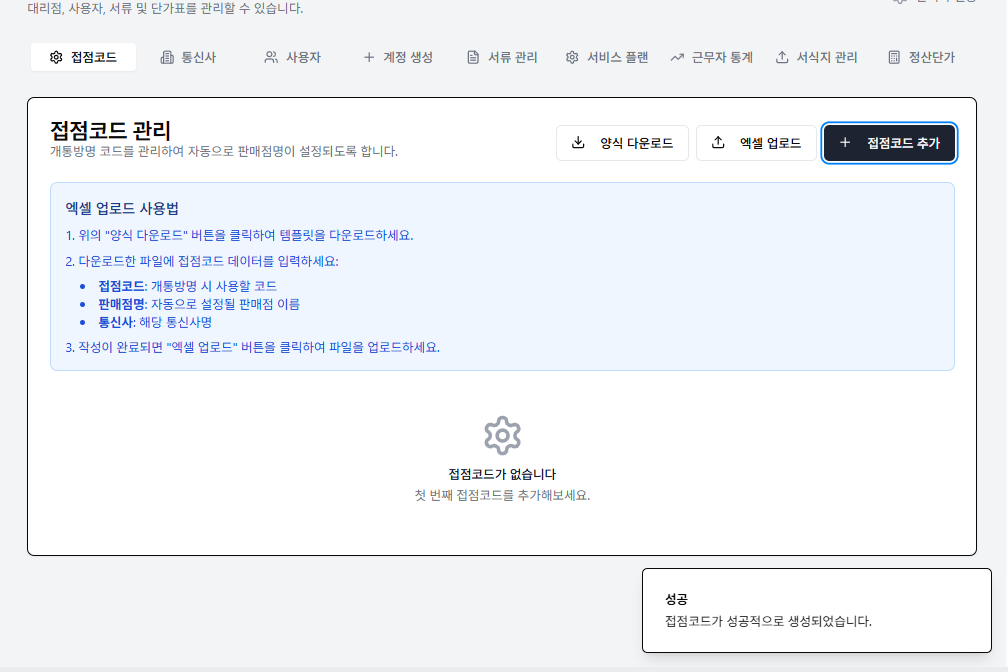 대리점, 사용자, 서류 및 단가표를 관리할 수 있습니다.
접점코드
통신사
사용자
계정 생성
서류 관리
서비스 플랜
근무자 통계
서식지 관리
정산단가
접점코드 관리
개통방명 코드를 관리하여 자동으로 판매점명이 설정되도록 합니다.
양식 다운로드
엑셀 업로드
접점코드 추가
엑셀 업로드 사용법
1. 위의 "양식 다운로드" 버튼을 클릭하여 템플릿을 다운로드하세요.
2. 다운로드한 파일에 접점코드 데이터를 입력하세요:
• 접점코드: 개통방명 시 사용할 코드
• 판매점명: 자동으로 설정될 판매점 이름
• 통신사: 해당 통신사명
3. 작성이 완료되면 "엑셀 업로드" 버튼을 클릭하여 파일을 업로드하세요.
접점코드가 없습니다
첫 번째 접점코드를 추가해보세요.
성공
접점코드가 성공적으로 생성되었습니다.